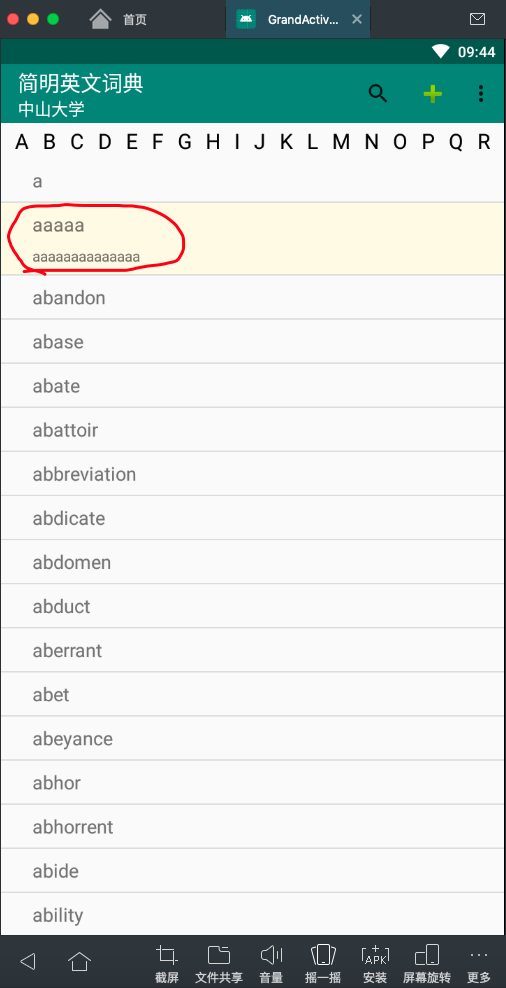 首页
GrandActiv...
09:44
简明英文词典
中山大学
A B C D E F G H I J K L M N O P Q R
a
aaaaa
aaaaaaaaaaaaaa
abandon
abase
abate
abattoir
abbreviation
abdicate
abdomen
abduct
aberrant
abet
abeyance
abhor
abhorrent
abide
ability
APK
截屏 文件共享 音量 摇一摇 安装 屏幕旋转 更多